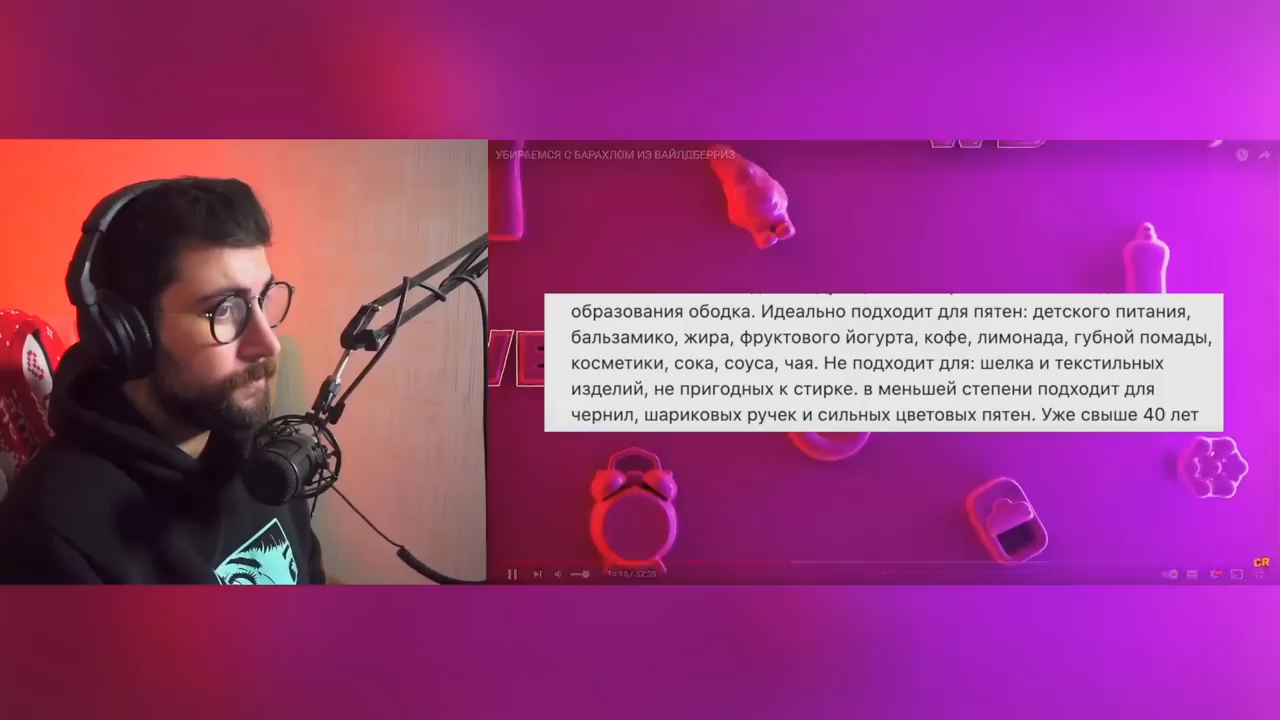 УБИРАЕМСЯ С БАРАХЛОМ ИЗ ВАЙЛДБЕРРИЗ
образования ободка. Идеально подходит для пятен: детского питания,
бальзамико, жира, фруктового йогурта, кофе, лимонада, губной помады,
косметики, сока, соуса, чая. Не подходит для: шелка и текстильных
изделий, не пригодных к стирке. в меньшей степени подходит для
чернил, шариковых ручек и сильных цветовых пятен. Уже свыше 40 лет
CR